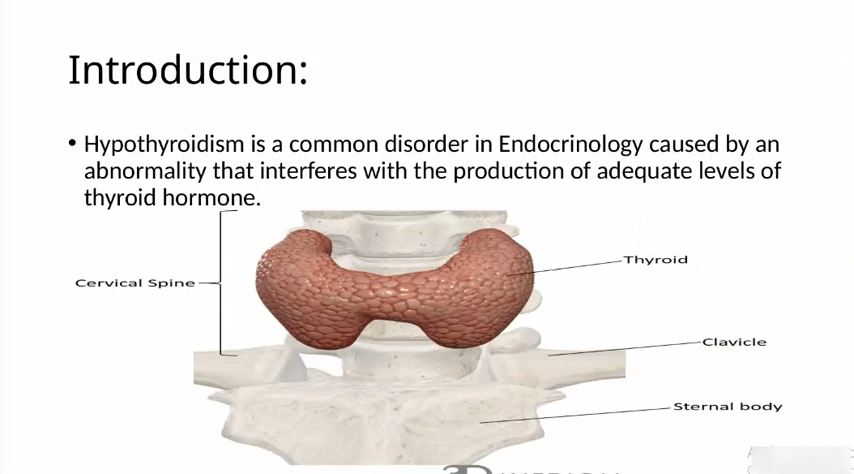 Introduction:
• Hypothyroidism is a common disorder in Endocrinology caused by an
abnormality that interferes with the production of adequate levels of
thyroid hormone.
Thyroid
Cervical Spine
Clavicle
Sternal body